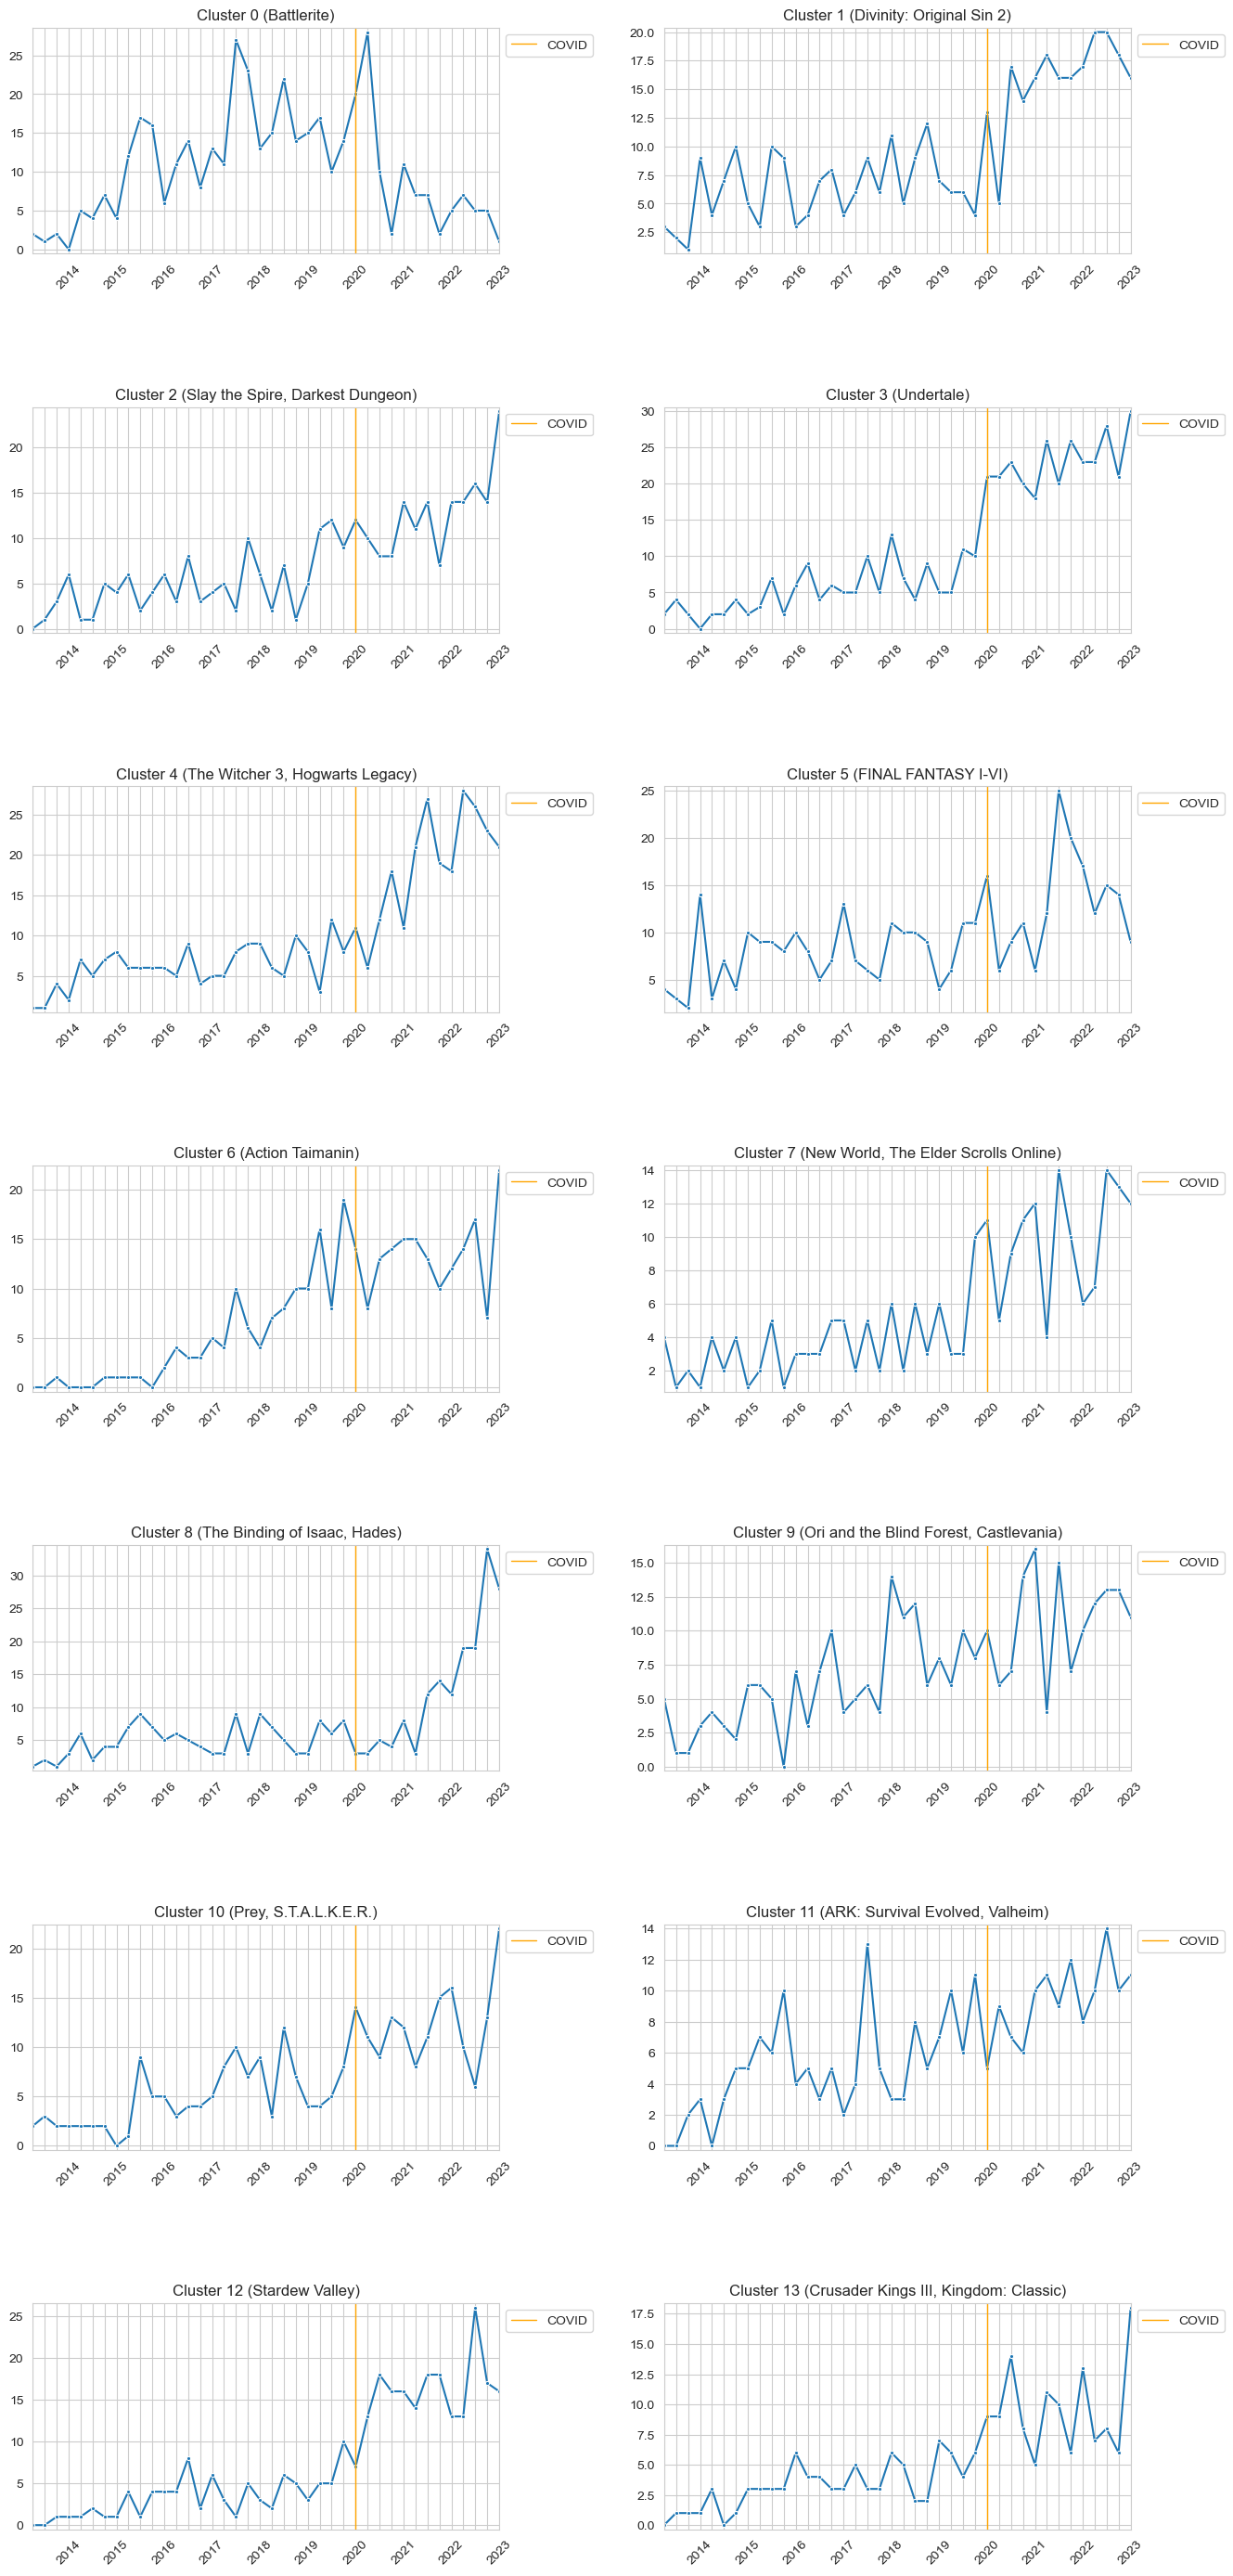 Cluster 0 (Battlerite)
COVID
25
20
15
10
5
0
2014 2015 2016 2017 2018 2019 2020 2021 2022 2023
Cluster 1 (Divinity: Original Sin 2)
COVID
20.0
17.5
15.0
12.5
10.0
7.5
5.0
2.5
2014 2015 2016 2017 2018 2019 2020 2021 2022 2023
Cluster 2 (Slay the Spire, Darkest Dungeon)
COVID
20
15
10
5
0
2014 2015 2016 2017 2018 2019 2020 2021 2022 2023
Cluster 3 (Undertale)
COVID
30
25
20
15
10
5
0
2014 2015 2016 2017 2018 2019 2020 2021 2022 2023
Cluster 4 (The Witcher 3, Hogwarts Legacy)
COVID
25
20
15
10
5
2014 2015 2016 2017 2018 2019 2020 2021 2022 2023
Cluster 5 (FINAL FANTASY I-VI)
COVID
25
20
15
10
5
2014 2015 2016 2017 2018 2019 2020 2021 2022 2023
Cluster 6 (Action Taimanin)
COVID
20
15
10
5
0
2014 2015 2016 2017 2018 2019 2020 2021 2022 2023
Cluster 7 (New World, The Elder Scrolls Online)
COVID
14
12
10
8
6
4
2
2014 2015 2016 2017 2018 2019 2020 2021 2022 2023
Cluster 8 (The Binding of Isaac, Hades)
COVID
30
25
20
15
10
5
2014 2015 2016 2017 2018 2019 2020 2021 2022 2023
Cluster 9 (Ori and the Blind Forest, Castlevania)
COVID
15.0
12.5
10.0
7.5
5.0
2.5
0.0
2014 2015 2016 2017 2018 2019 2020 2021 2022 2023
Cluster 10 (Prey, S.T.A.L.K.E.R.)
COVID
20
15
10
5
0
2014 2015 2016 2017 2018 2019 2020 2021 2022 2023
Cluster 11 (ARK: Survival Evolved, Valheim)
COVID
14
12
10
8
6
4
2
0
2014 2015 2016 2017 2018 2019 2020 2021 2022 2023
Cluster 12 (Stardew Valley)
COVID
25
20
15
10
5
0
2014 2015 2016 2017 2018 2019 2020 2021 2022 2023
Cluster 13 (Crusader Kings III, Kingdom: Classic)
COVID
17.5
15.0
12.5
10.0
7.5
5.0
2.5
0.0
2014 2015 2016 2017 2018 2019 2020 2021 2022 2023